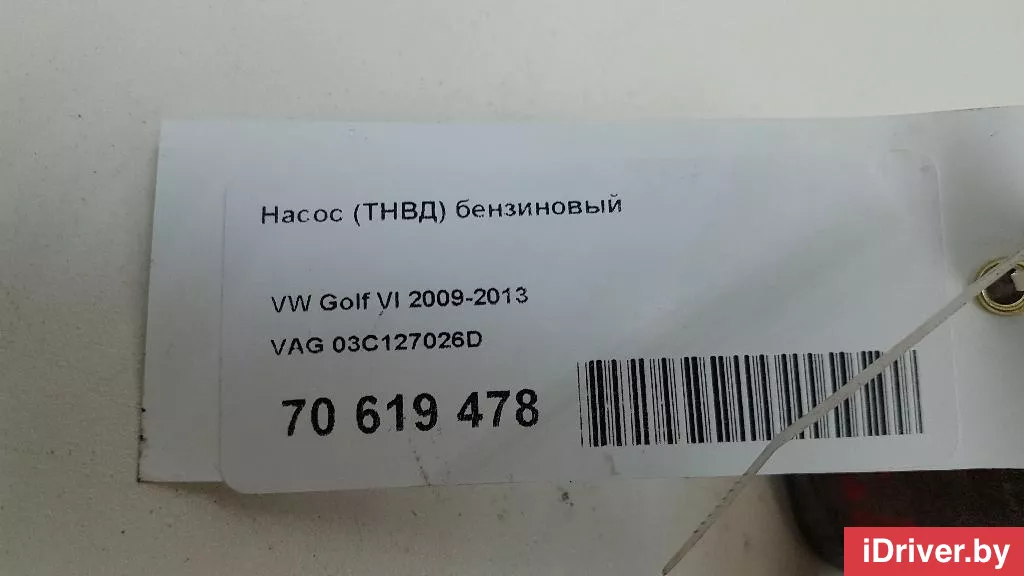 Насос (ТНВД) бензиновый
VW Golf VI 2009-2013
VAG 03C127026D
70 619 478
iDriver.by